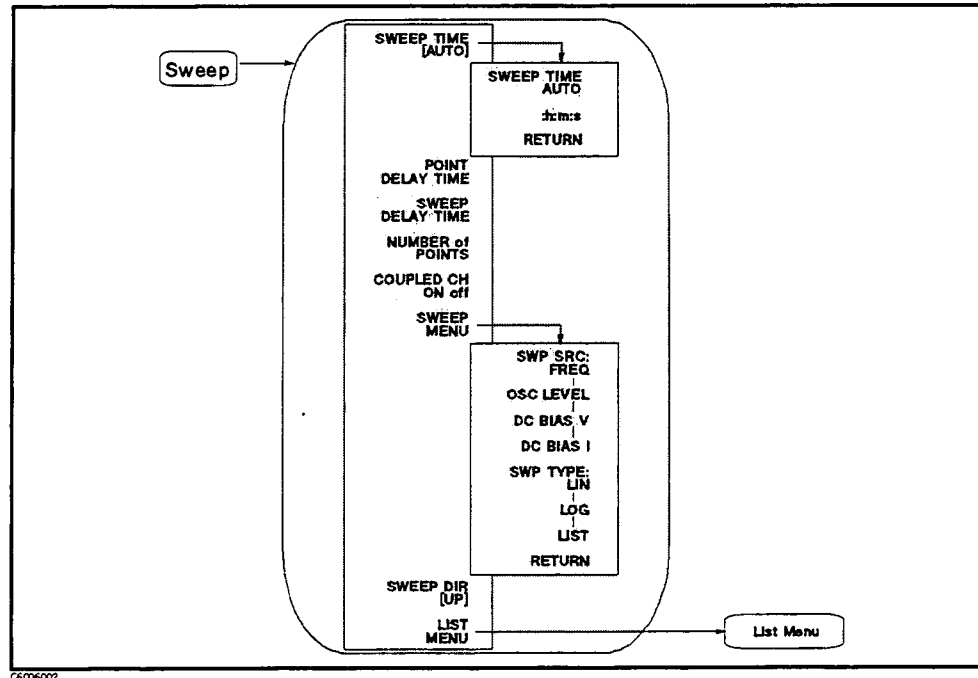 Sweep
SWEEP TIME
[AUTO]
SWEEP TIME
AUTO
:h:m:s
RETURN
POINT
DELAY TIME
SWEEP
DELAY TIME
NUMBER of
POINTS
COUPLED CH
ON off
SWEEP
MENU
SWP SRC:
FREQ
OSC LEVEL
DC BIAS V
DC BIAS I
SWP TYPE:
LIN
LOG
LIST
RETURN
SWEEP DIR
[UP]
LIST
MENU
List Menu
C6006002